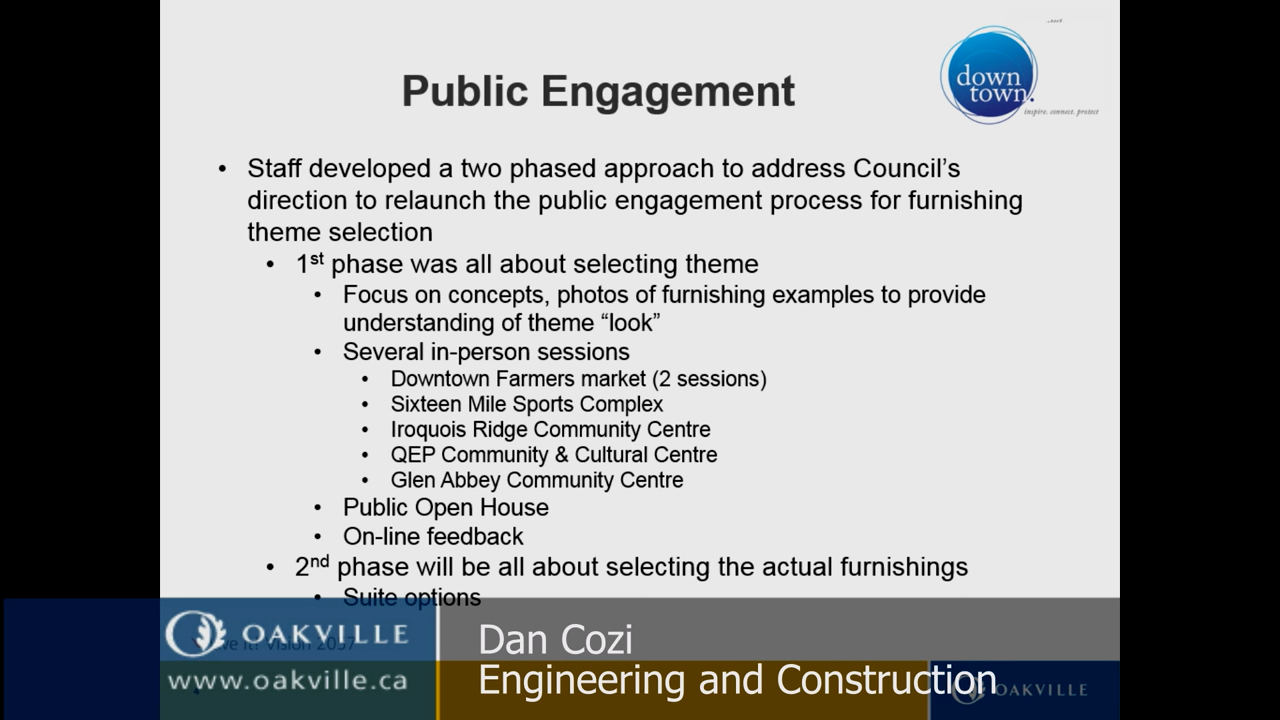 down
town.
inspire. connect. protect
Public Engagement
• Staff developed a two phased approach to address Council's
direction to relaunch the public engagement process for furnishing
theme selection
• 1st phase was all about selecting theme
• Focus on concepts, photos of furnishing examples to provide
understanding of theme “look”
• Several in-person sessions
• Downtown Farmers market (2 sessions)
• Sixteen Mile Sports Complex
• Iroquois Ridge Community Centre
• QEP Community & Cultural Centre
• Glen Abbey Community Centre
• Public Open House
• On-line feedback
• 2nd phase will be all about selecting the actual furnishings
• Suite options
OAKVILLE
www.oakville.ca
Dan Cozi
Engineering and Construction
OAKVILLE